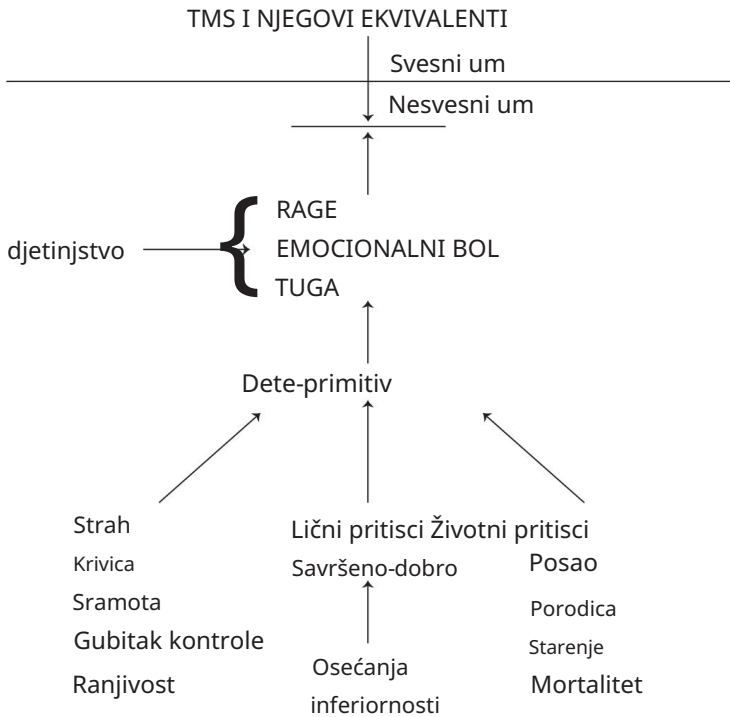 TMS I NJEGOVI EKVIVALENTI
Svesni um
Nesvesni um
RAGE
djetinjstvo
EMOCIONALNI BOL
TUGA
Dete-primitiv
Strah
Krivica
Sramota
Gubitak kontrole
Ranjivost
Lični pritisci Životni pritisci
Savršeno-dobro
Osećanja
inferiornosti
Posao
Porodica
Starenje
Mortalitet